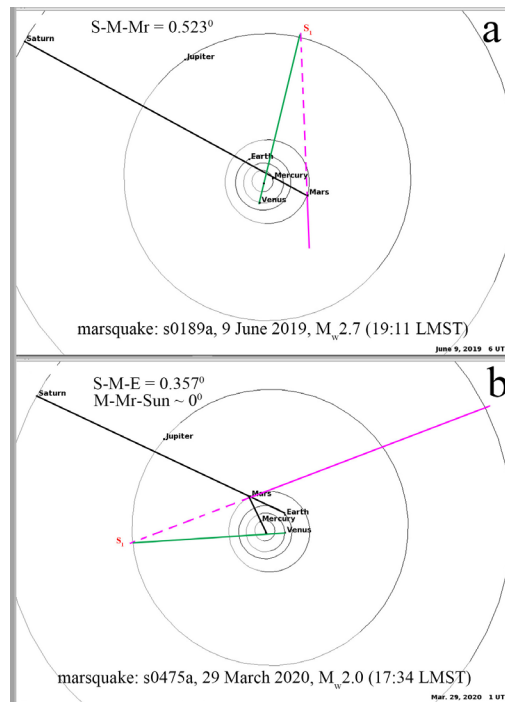 S-M-Mr = 0.523⁰
a
S₁
Saturn
Jupiter
Earth
Mercury
Mars
Venus
marsquake: s0189a, 9 June 2019, Mw2.7 (19:11 LMST)
June 9, 2019 6 UT
S-M-E = 0.357⁰
M-Mr-Sun ~ 0⁰
b
Saturn
Jupiter
Mars
Earth
Mercury
Venus
S₁
marsquake: s0475a, 29 March 2020, Mw2.0 (17:34 LMST)
Mar. 29, 2020 1 UT